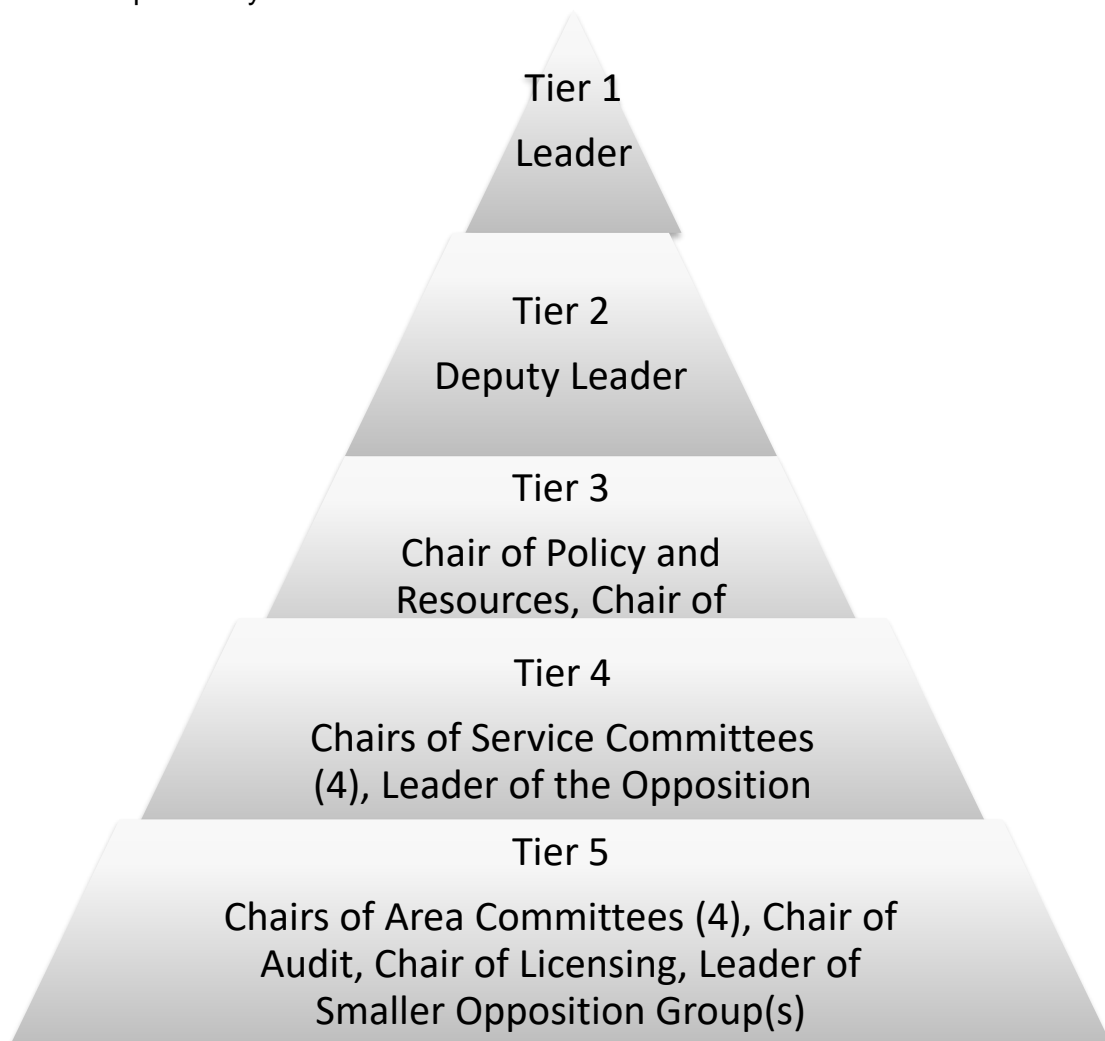 Tier 1
Leader
Tier 2
Deputy Leader
Tier 3
Chair of Policy and
Resources, Chair of
Tier 4
Chairs of Service Committees
(4), Leader of the Opposition
Tier 5
Chairs of Area Committees (4), Chair of
Audit, Chair of Licensing, Leader of
Smaller Opposition Group(s)